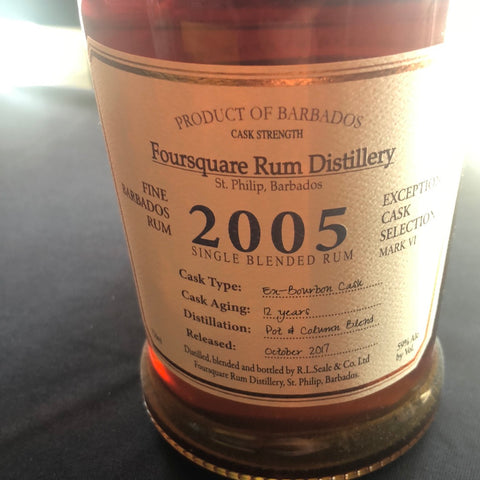 PRODUCT OF BARBADOS
CASK STRENGTH
Foursquare Rum Distillery
St. Philip, Barbados
FINE
BARBADOS
RUM
2005
SINGLE BLENDED RUM
CASK
MARK VI
Cask Type: Ex-Bourbon Cask
Cask Aging: 12 years
Distillation: Pot & Column Blend
Released: October 2017
59% Alc
by Vol.
Distilled, blended and bottled by R.L.Seale & Co. Ltd
Foursquare Rum Distillery, St. Philip, Barbados.